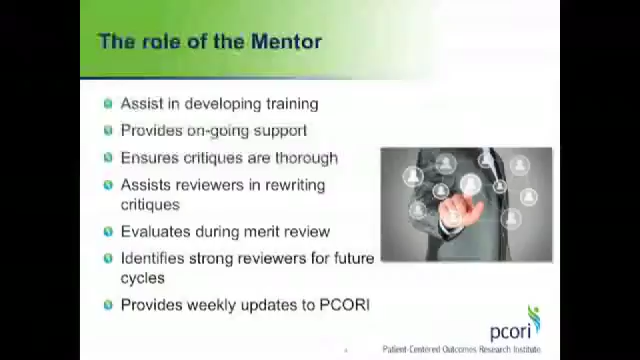 The role of the Mentor
Assist in developing training
Provides on-going support
Ensures critiques are thorough
Assists reviewers in rewriting
critiques
Evaluates during merit review
Identifies strong reviewers for future
cycles
Provides weekly updates to PCORI
pcori
Patient-Centered Outcomes Research Institute